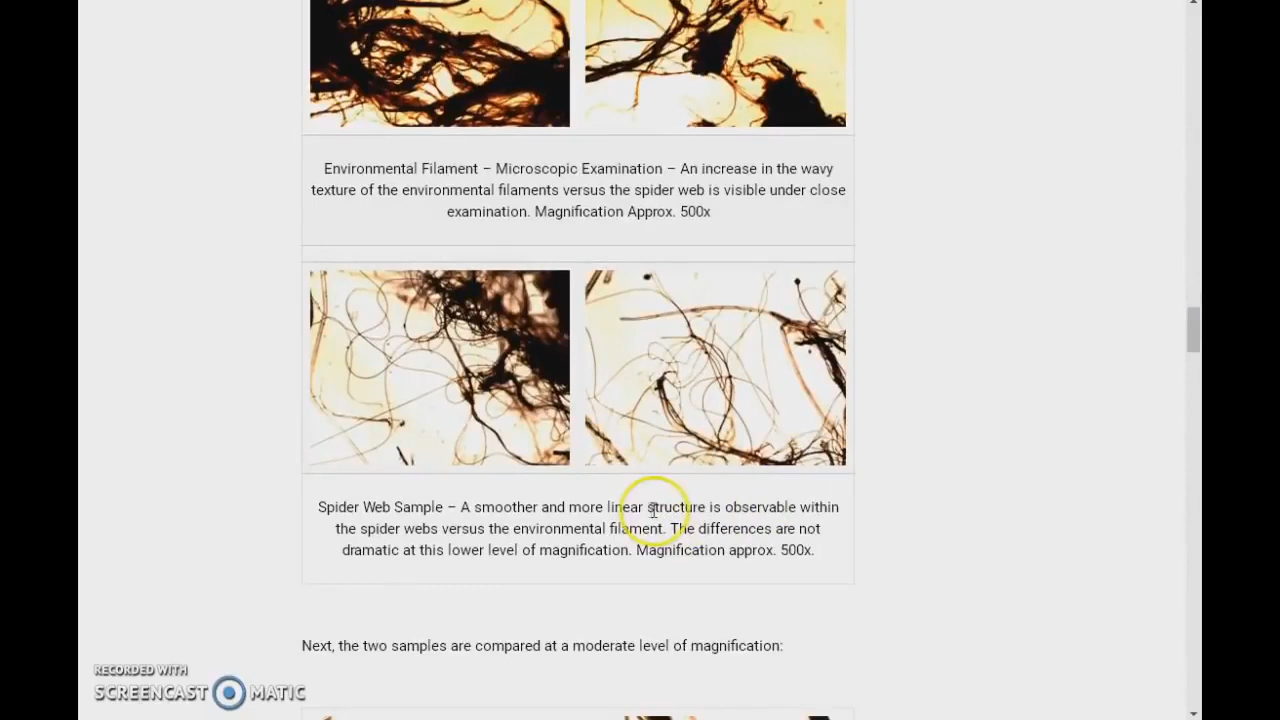 Environmental Filament – Microscopic Examination – An increase in the wavy
texture of the environmental filaments versus the spider web is visible under close
examination. Magnification Approx. 500x
Spider Web Sample – A smoother and more linear structure is observable within
the spider webs versus the environmental filament. The differences are not
dramatic at this lower level of magnification. Magnification approx. 500x.
Next, the two samples are compared at a moderate level of magnification:
RECORDED WITH
SCREENCAST MATIC